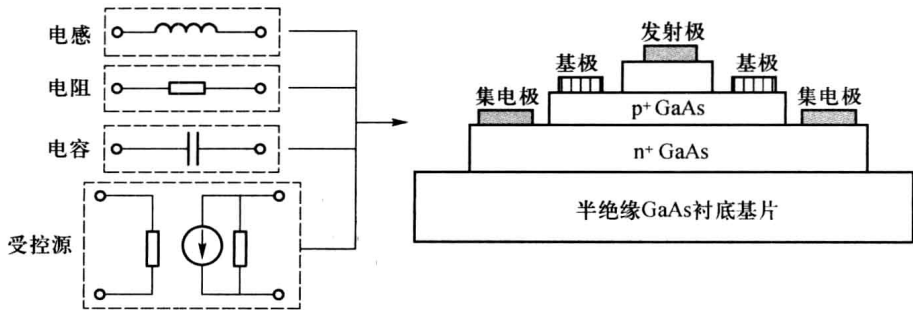 电感
电阻
电容
受控源
发射极
基极
基极
集电极
集电极
p⁺ GaAs
n⁺ GaAs
半绝缘GaAs衬底基片